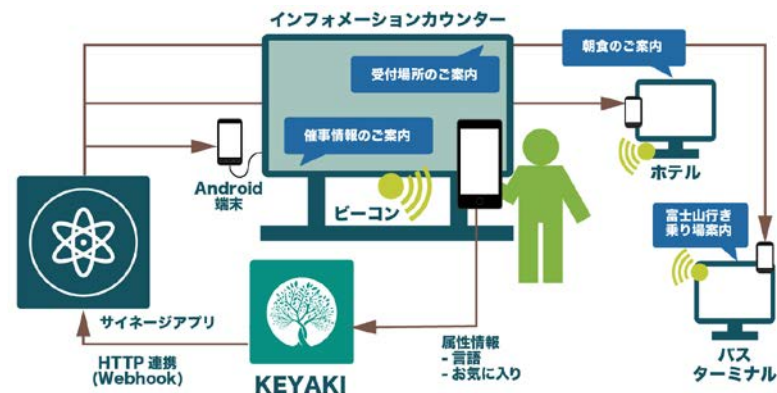 インフォメーションカウンター
朝食のご案内
受付場所のご案内
催事情報のご案内
Android
端末
ビーコン
ホテル
富士山行き
乗り場案内
サイネージアプリ
HTTP 連携
(Webhook)
KEYAKI
属性情報
- 言語
- お気に入り
バス
ターミナル